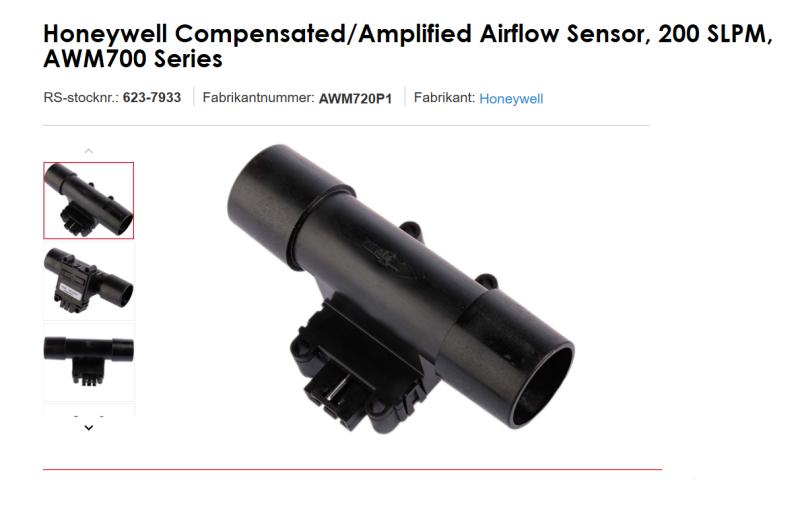 Honeywell Compensated/Amplified Airflow Sensor, 200 SLPM,
AWM700 Series
RS-stocknr.: 623-7933 Fabrikantnummer: AWM720P1 Fabrikant: Honeywell